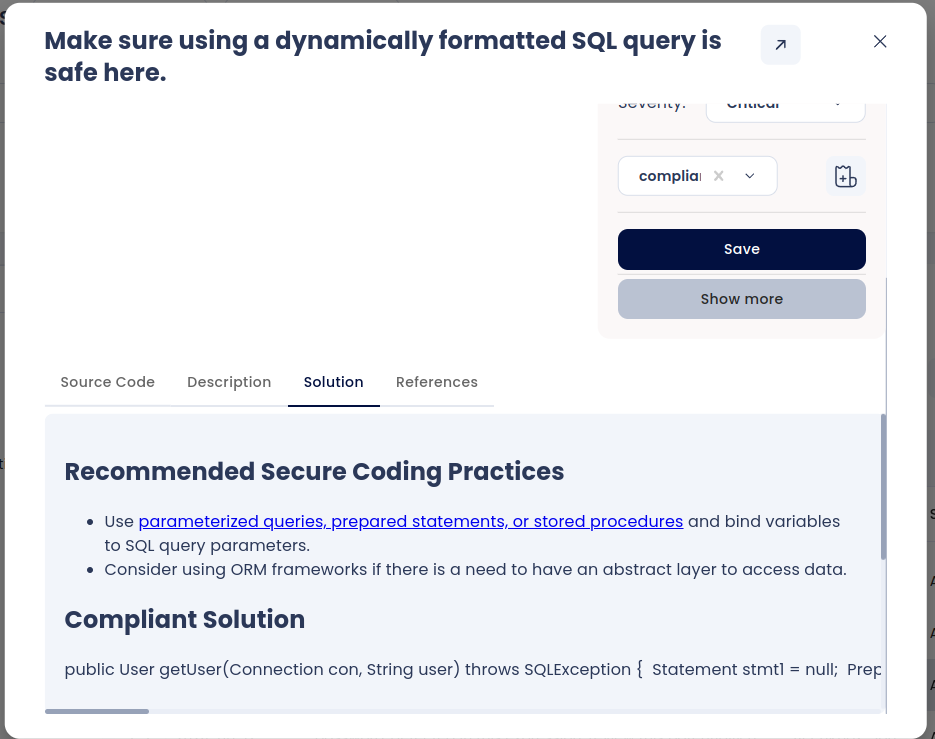 Make sure using a dynamically formatted SQL query is
safe here.
Severity:
Critical
Save
Show more
Source Code
Description
Solution
References
Recommended Secure Coding Practices
Use parameterized queries, prepared statements, or stored procedures and bind variables
to SQL query parameters.
Consider using ORM frameworks if there is a need to have an abstract layer to access data.
Compliant Solution
public User getUser(Connection con, String user) throws SQLException { Statement stmt1 = null; Prep